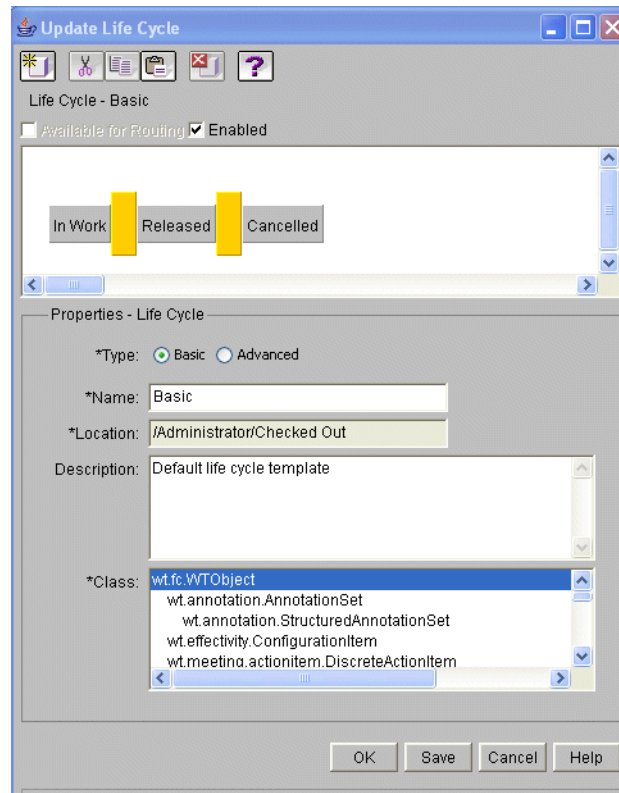 Update Life Cycle
Life Cycle - Basic
Available for Routing Enabled
In Work Released Cancelled
Properties - Life Cycle
*Type: Basic Advanced
*Name: Basic
*Location: /Administrator/Checked Out
Description: Default life cycle template
*Class: wt.fc.WTObject
wt.annotation.AnnotationSet
wt.annotation.StructuredAnnotationSet
wt.effectivity.ConfigurationItem
wt.meeting.actionitem.DiscreteActionItem
OK Save Cancel Help